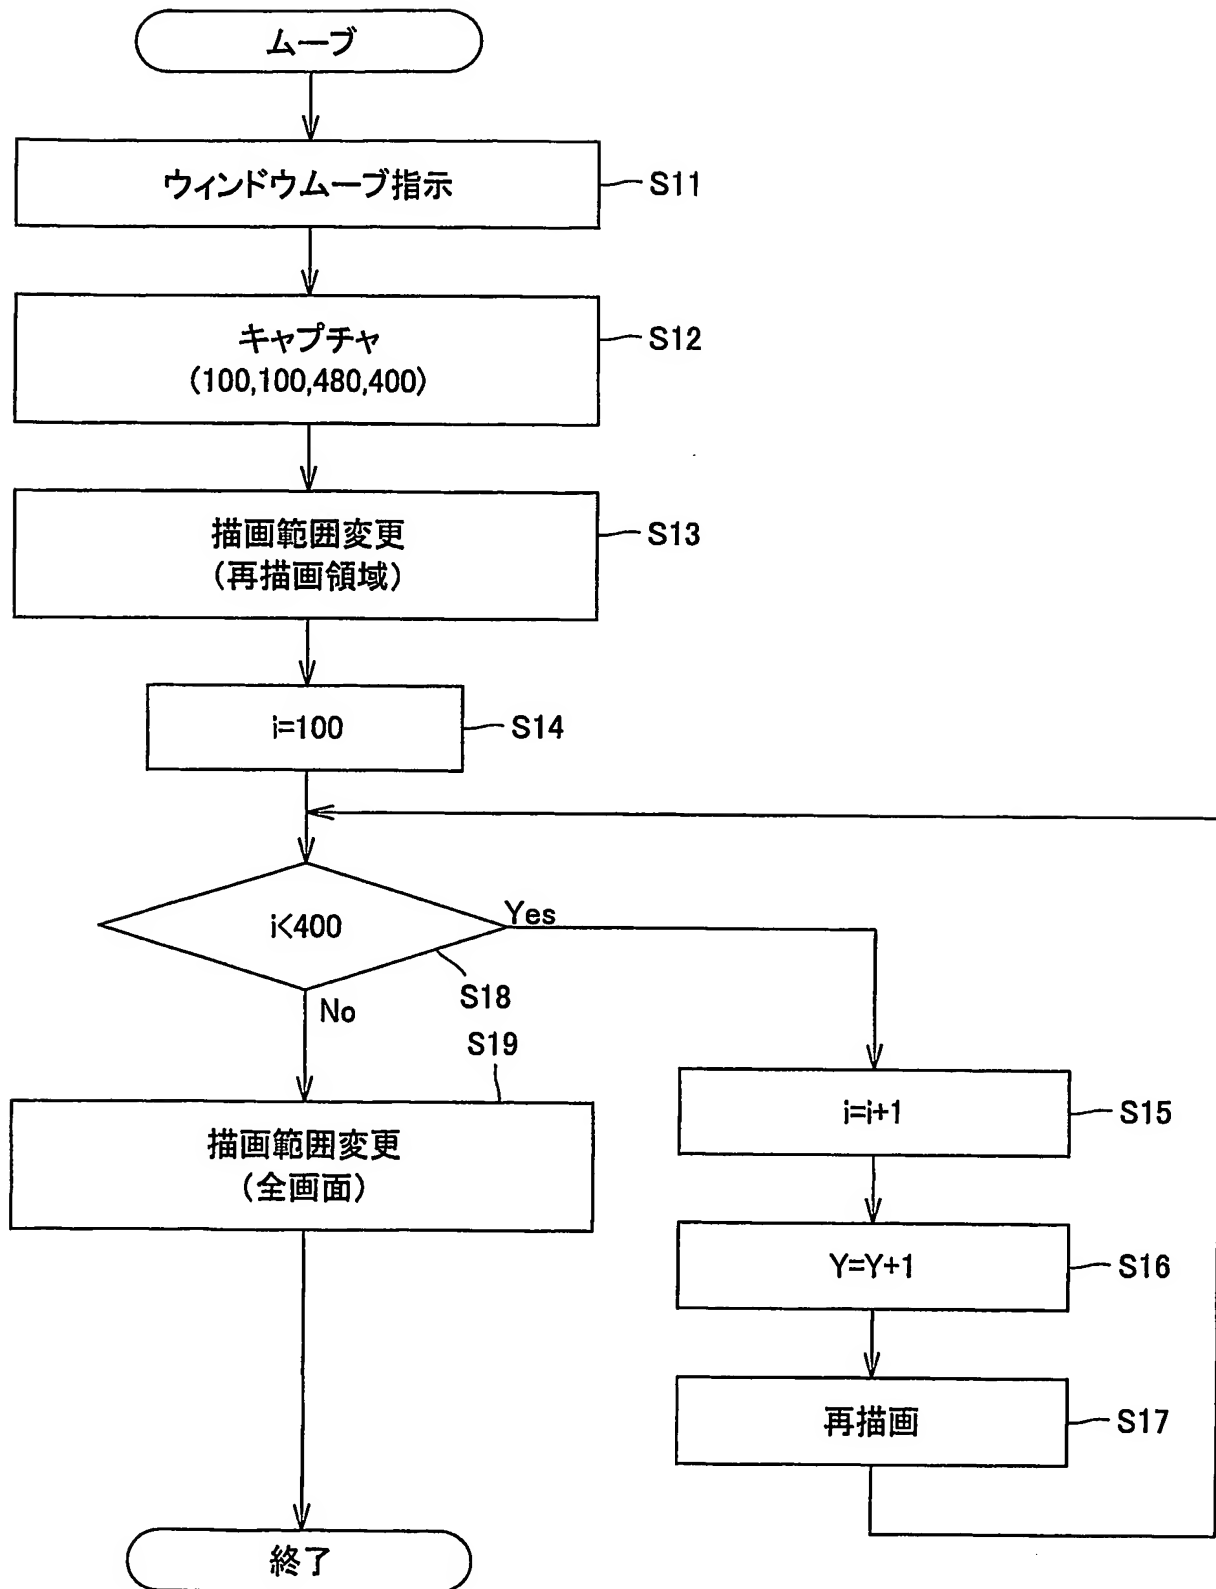 ムーブ
ウィンドウムーブ指示
S11
キャプチャ
(100,100,480,400)
S12
描画範囲変更
(再描画領域)
S13
i=100
S14
i<400
Yes
S18
No
S19
描画範囲変更
(全画面)
i=i+1
S15
Y=Y+1
S16
再描画
S17
終了